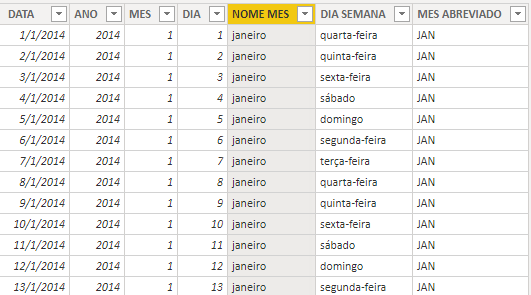 DATA ANO MES DIA NOME MES DIA SEMANA MES ABREVIADO
1/1/2014 2014 1 1 janeiro quarta-feira JAN
2/1/2014 2014 1 2 janeiro quinta-feira JAN
3/1/2014 2014 1 3 janeiro sexta-feira JAN
4/1/2014 2014 1 4 janeiro sábado JAN
5/1/2014 2014 1 5 janeiro domingo JAN
6/1/2014 2014 1 6 janeiro segunda-feira JAN
7/1/2014 2014 1 7 janeiro terça-feira JAN
8/1/2014 2014 1 8 janeiro quarta-feira JAN
9/1/2014 2014 1 9 janeiro quinta-feira JAN
10/1/2014 2014 1 10 janeiro sexta-feira JAN
11/1/2014 2014 1 11 janeiro sábado JAN
12/1/2014 2014 1 12 janeiro domingo JAN
13/1/2014 2014 1 13 janeiro segunda-feira JAN